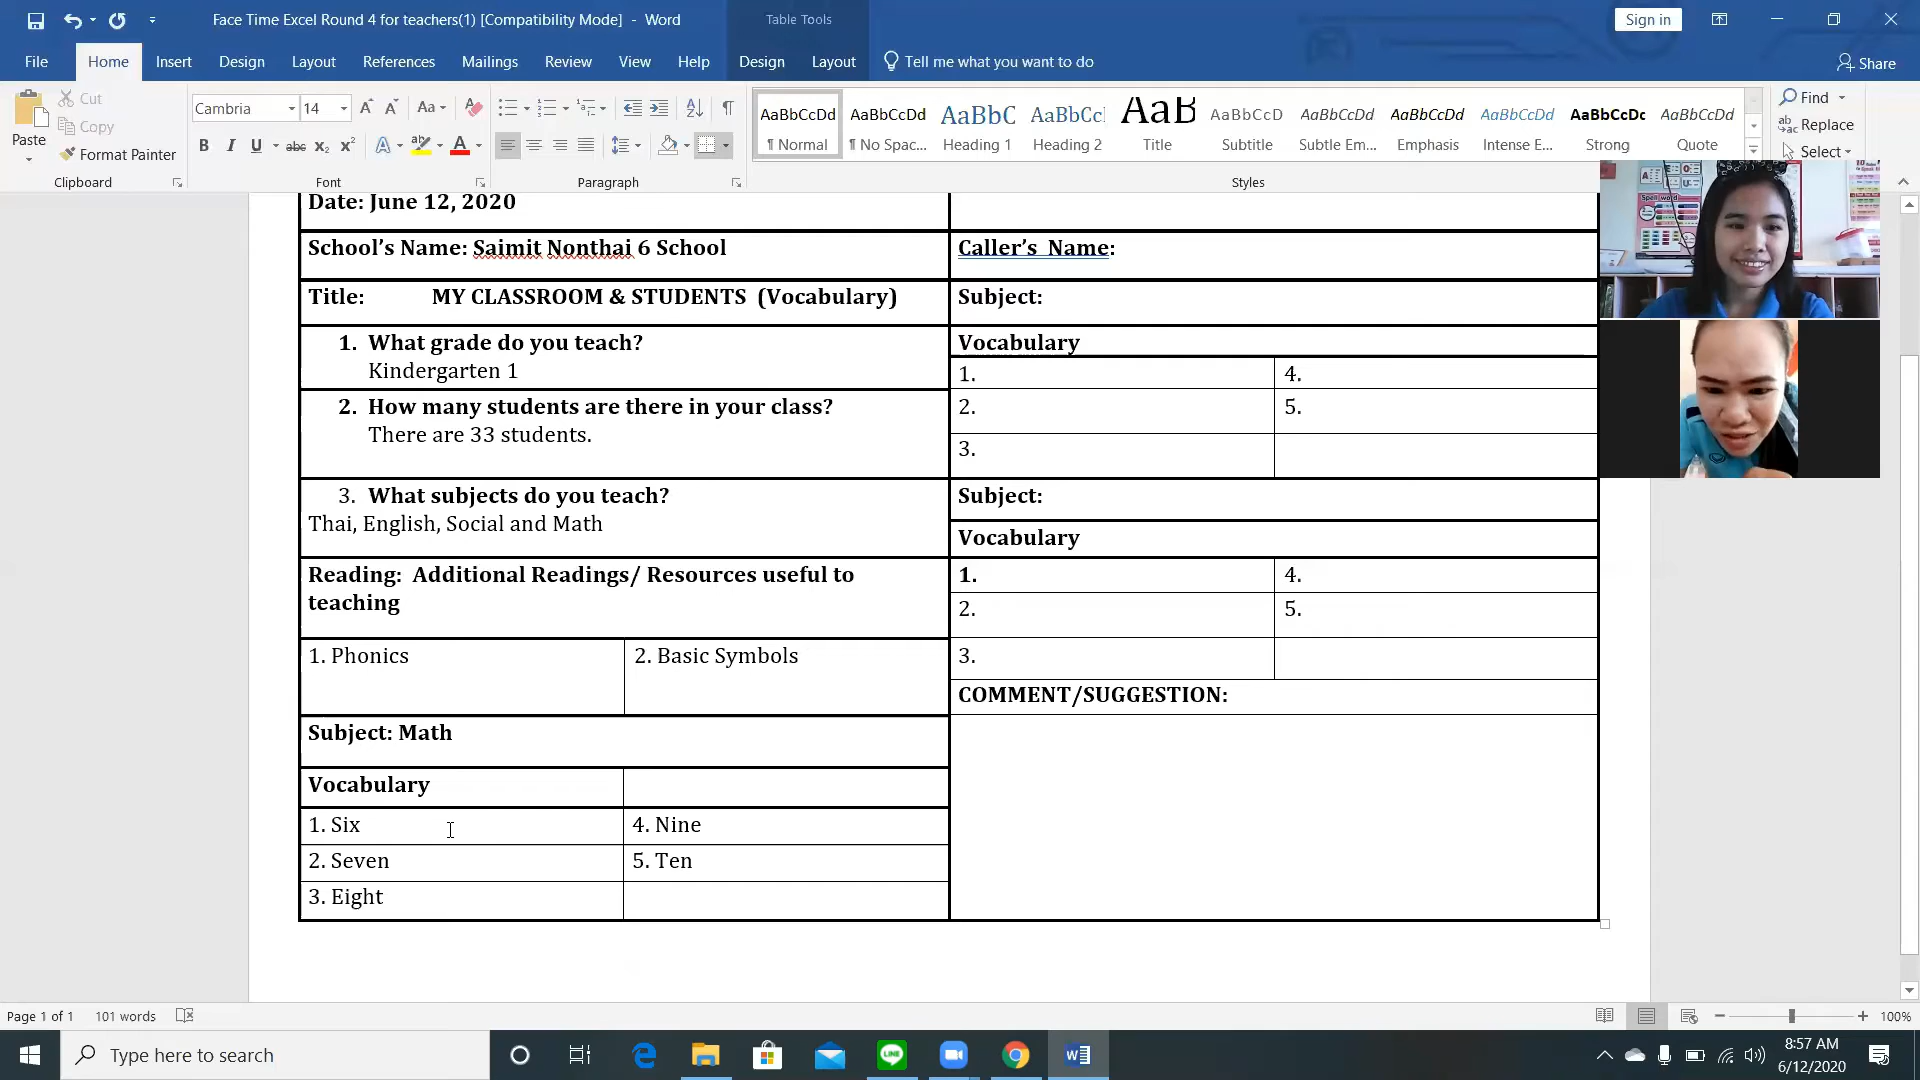 Face Time Excel Round 4 for teachers(1) [Compatibility Mode] - Word
Table Tools
Sign in
File
Home
Insert
Design
Layout
References
Mailings
Review
View
Help
Design
Layout
Tell me what you want to do
Share
Paste
Cut
Copy
Format Painter
Clipboard
Cambria
14
Font
Paragraph
AaBbCcDd
¶ Normal
AaBbCcDd
¶ No Spac...
AaBbC
Heading 1
AaBbCc
Heading 2
AaB
Title
AaBbCcD
Subtitle
AaBbCcDd
Subtle Em...
AaBbCcDd
Emphasis
AaBbCcDd
Intense E...
AaBbCcDc
Strong
AaBbCcDd
Quote
Styles
Find
Replace
Select
Date: June 12, 2020
School’s Name: Saimit Nonthai 6 School
Caller’s Name:
Title: MY CLASSROOM & STUDENTS (Vocabulary)
Subject:
1. What grade do you teach?
Kindergarten 1
2. How many students are there in your class?
There are 33 students.
3. What subjects do you teach?
Thai, English, Social and Math
Reading: Additional Readings/ Resources useful to
teaching
1. Phonics
2. Basic Symbols
Subject: Math
Vocabulary
1. Six
4. Nine
2. Seven
5. Ten
3. Eight
Vocabulary
1.
4.
2.
5.
3.
Subject:
Vocabulary
1.
4.
2.
5.
3.
COMMENT/SUGGESTION:
Spell word
Page 1 of 1
101 words
100%
Type here to search
LINE
8:57 AM
6/12/2020